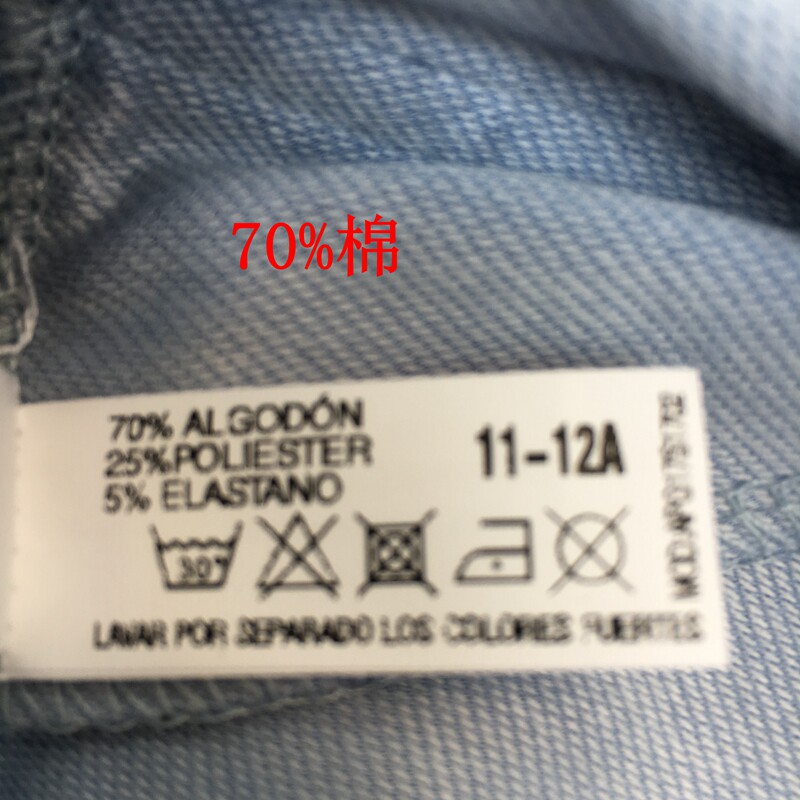 70%棉
70% ALGODÓN
25%POLIESTER
5% ELASTANO
11-12A
30°
LAVAR POR SEPARADO LOS COLORES FUERTES